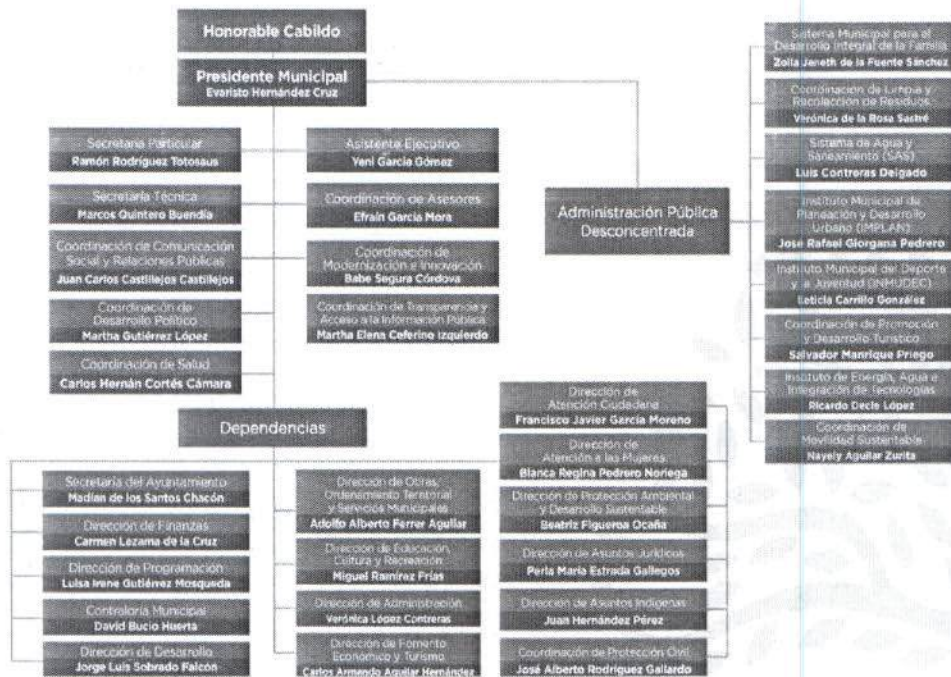 Honorable Cabildo
Presidente Municipal
Evaristo Hernández Cruz
Secretaría Particular
Ramón Rodríguez Totosaus
Asistente Ejecutivo
Yeni García Gómez
Secretaría Técnica
Marcos Quintero Buendía
Coordinación de Asesores
Efraín García Mora
Coordinación de Comunicación
Social y Relaciones Públicas
Juan Carlos Castillejos Castillejos
Coordinación de
Modernización e Innovación
Babe Segura Córdova
Coordinación de
Desarrollo Político
Martha Gutiérrez López
Coordinación de Transparencia y
Acceso a la Información Pública
Martha Elena Ceferino Izquierdo
Coordinación de Salud
Carlos Hernán Cortés Cámara
Administración Pública
Desconcentrada
Sistema Municipal para el
Desarrollo Integral de la Familia
Zoila Jeneth de la Fuente Sánchez
Coordinación de Limpia y
Recolección de Residuos
Verónica de la Rosa Sastré
Sistema de Agua y
Saneamiento (SAS)
Luis Contreras Delgado
Instituto Municipal de
Planeación y Desarrollo
Urbano (IMPLAN)
José Rafael Giorgana Pedrero
Instituto Municipal del Deporte
y la Juventud (INMUDEC)
Leticia Carrillo González
Coordinación de Promoción
y Desarrollo Turístico
Salvador Manrique Priego
Instituto de Energía, Agua e
Integración de Tecnologías
Ricardo Decle López
Coordinación de
Movilidad Sustentable
Nayely Aguilar Zurita
Dependencias
Secretaría del Ayuntamiento
Madian de los Santos Chacón
Dirección de Finanzas
Carmen Lezama de la Cruz
Dirección de Programación
Luisa Irene Gutiérrez Mosqueda
Contraloría Municipal
David Bucio Huerta
Dirección de Desarrollo
Jorge Luis Sobrado Falcón
Dirección de Obras,
Ordenamiento Territorial
y Servicios Municipales
Adolfo Alberto Ferrer Aguilar
Dirección de Educación,
Cultura y Recreación
Miguel Ramírez Frías
Dirección de Administración
Verónica López Contreras
Dirección de Fomento
Económico y Turismo
Carlos Armando Aguilar Hernández
Dirección de
Atención Ciudadana
Francisco Javier García Moreno
Dirección de
Atención a las Mujeres
Blanca Regina Pedrero Noriega
Dirección de Protección Ambiental
y Desarrollo Sustentable
Beatriz Figueroa Ocaña
Dirección de Asuntos Jurídicos
Perla María Estrada Gallegos
Dirección de Asuntos Indígenas
Juan Hernández Pérez
Coordinación de Protección Civil
José Alberto Rodríguez Gallardo